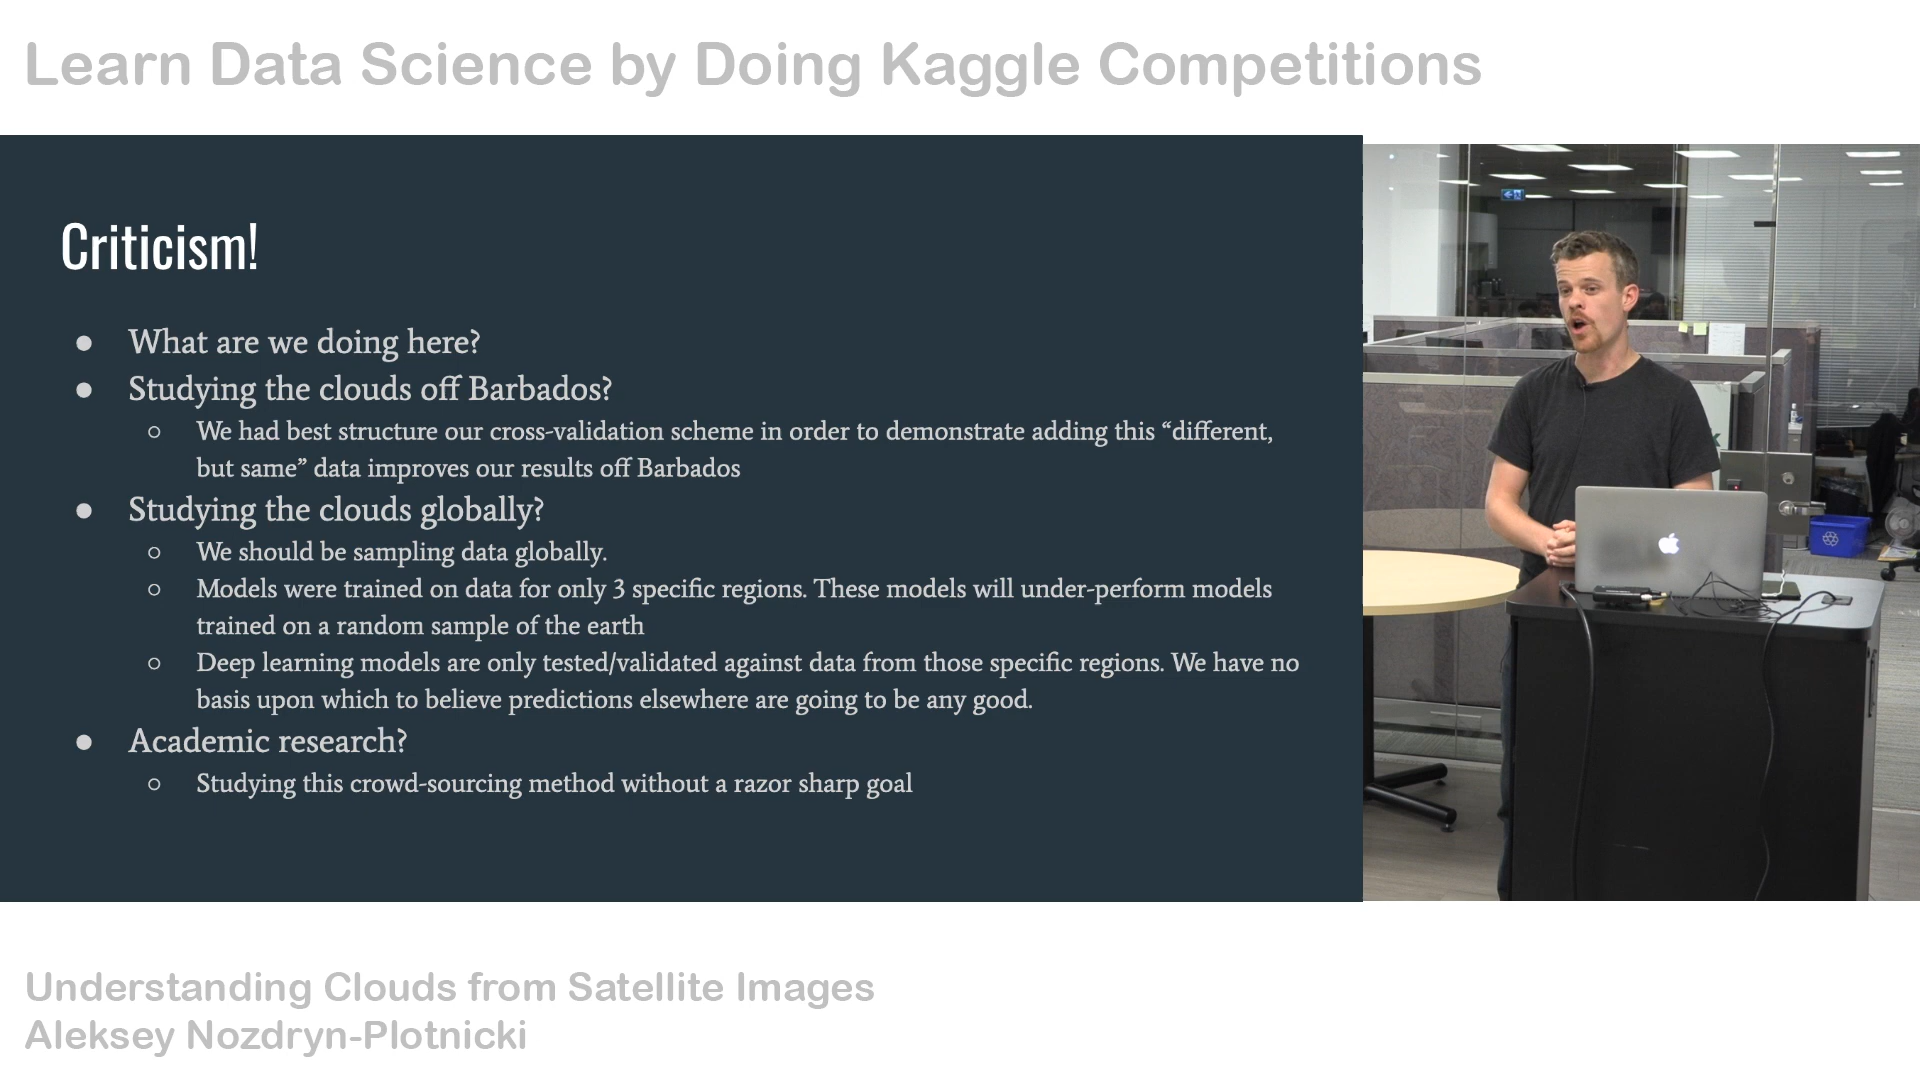 Learn Data Science by Doing Kaggle Competitions
Criticism!
● What are we doing here?
● Studying the clouds off Barbados?
○ We had best structure our cross-validation scheme in order to demonstrate adding this “different,
but same” data improves our results off Barbados
● Studying the clouds globally?
○ We should be sampling data globally.
○ Models were trained on data for only 3 specific regions. These models will under-perform models
trained on a random sample of the earth
○ Deep learning models are only tested/validated against data from those specific regions. We have no
basis upon which to believe predictions elsewhere are going to be any good.
● Academic research?
○ Studying this crowd-sourcing method without a razor sharp goal
Understanding Clouds from Satellite Images
Aleksey Nozdryn-Plotnicki